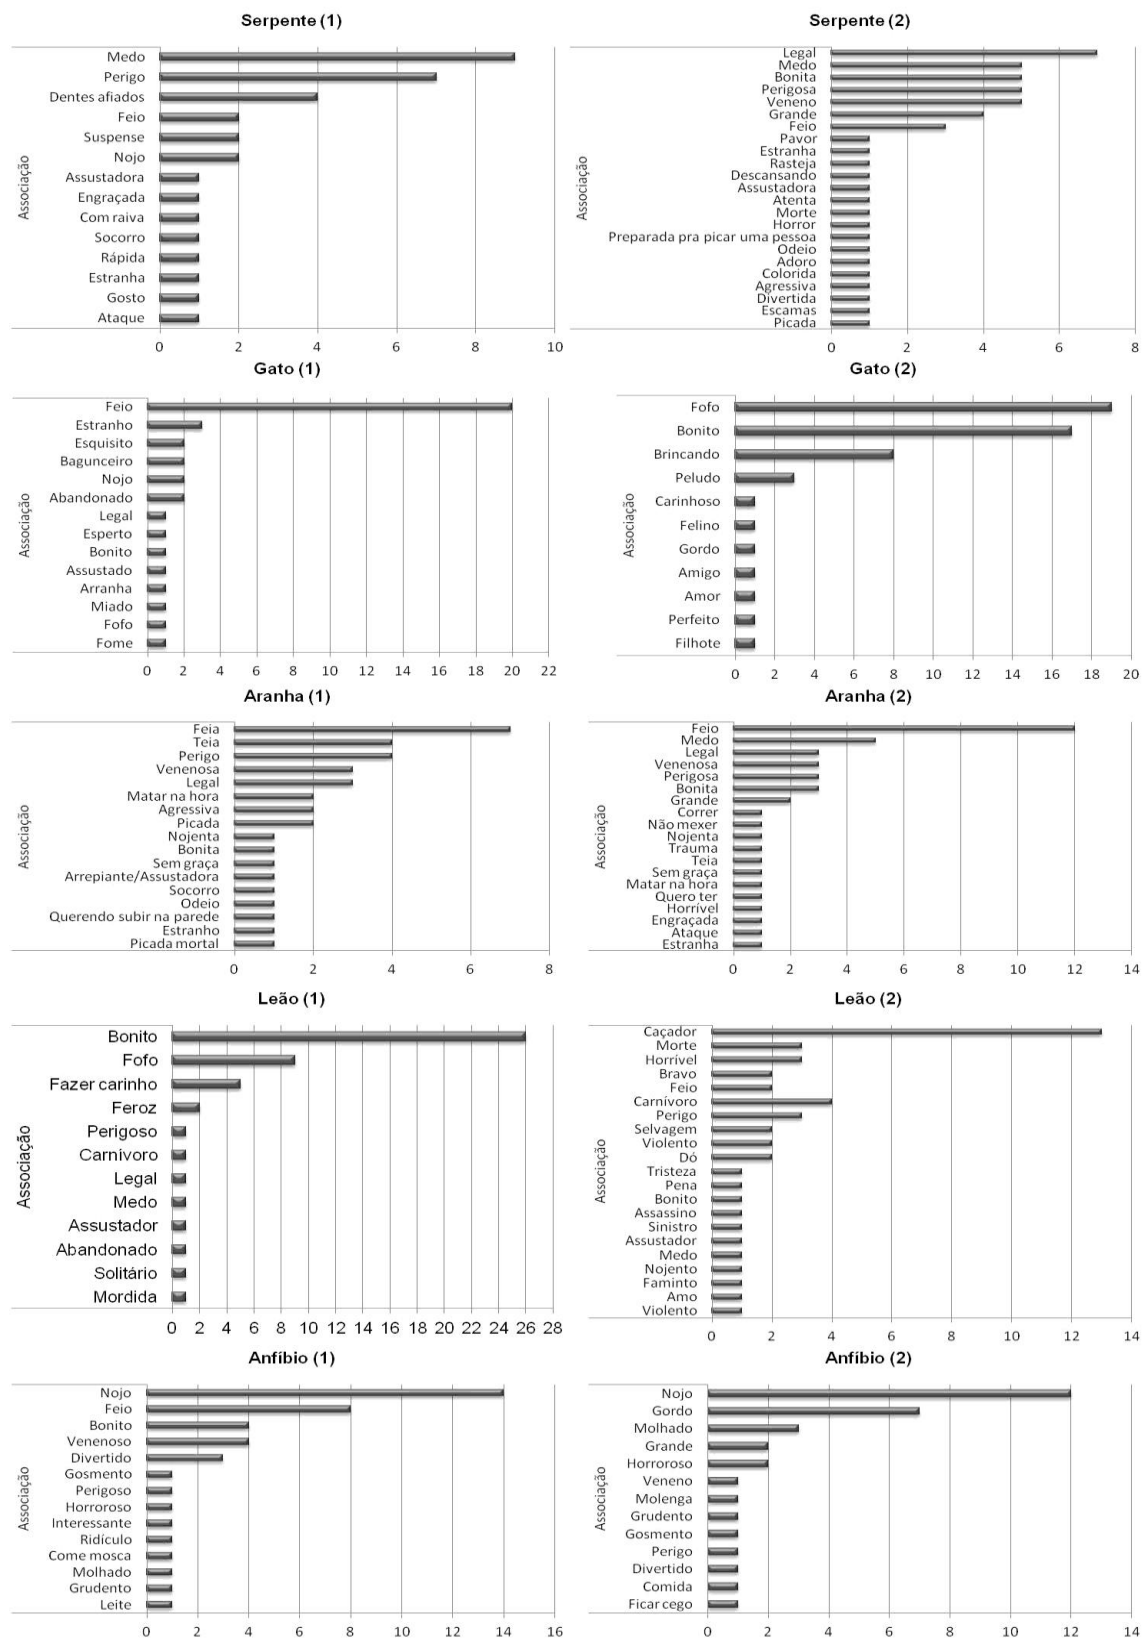 Serpente (1)
Associação
Medo
Perigo
Dentes afiados
Feio
Suspense
Nojo
Assustadora
Engraçada
Com raiva
Socorro
Rápida
Estranha
Gosto
Ataque
0 2 4 6 8 10
Serpente (2)
Associação
Legal
Medo
Bonita
Perigosa
Veneno
Grande
Feio
Pavor
Estranha
Rasteja
Descansando
Assustadora
Atenta
Morte
Horror
Preparada pra picar uma pessoa
Odeio
Adoro
Colorida
Agressiva
Divertida
Escamas
Picada
0 2 4 6 8
Gato (1)
Associação
Feio
Estranho
Esquisito
Bagunceiro
Nojo
Abandonado
Legal
Esperto
Bonito
Assustado
Arranha
Miado
Fofo
Fome
0 2 4 6 8 10 12 14 16 18 20 22
Gato (2)
Associação
Fofo
Bonito
Brincando
Peludo
Carinhoso
Felino
Gordo
Amigo
Amor
Perfeito
Filhote
0 2 4 6 8 10 12 14 16 18 20
Aranha (1)
Associação
Feia
Teia
Perigo
Venenosa
Legal
Matar na hora
Agressiva
Picada
Nojenta
Bonita
Sem graça
Arrepiante/Assustadora
Socorro
Odeio
Querendo subir na parede
Estranho
Picada mortal
0 2 4 6 8
Aranha (2)
Associação
Feio
Medo
Legal
Venenosa
Perigosa
Bonita
Grande
Correr
Não mexer
Nojenta
Trauma
Teia
Sem graça
Matar na hora
Quero ter
Horrível
Engraçada
Ataque
Estranha
0 2 4 6 8 10 12 14
Leão (1)
Associação
Bonito
Fofo
Fazer carinho
Feroz
Perigoso
Carnivoro
Legal
Medo
Assustador
Abandonado
Solitário
Mordida
0 2 4 6 8 10 12 14 16 18 20 22 24 26 28
Leão (2)
Associação
Caçador
Morte
Horrível
Bravo
Feio
Carnívoro
Perigo
Selvagem
Violento
Dó
Tristeza
Pena
Bonito
Assassino
Sinistro
Assustador
Medo
Nojento
Faminto
Amo
Violento
0 2 4 6 8 10 12 14
Anfíbio (1)
Associação
Nojo
Feio
Bonito
Venenoso
Divertido
Gosmento
Perigoso
Horroroso
Interessante
Ridículo
Come mosca
Molhado
Grudento
Leite
0 2 4 6 8 10 12 14 16
Anfíbio (2)
Associação
Nojo
Gordo
Molhado
Grande
Horroroso
Veneno
Molenga
Grudento
Gosmento
Perigo
Divertido
Comida
Ficar cego
0 2 4 6 8 10 12 14